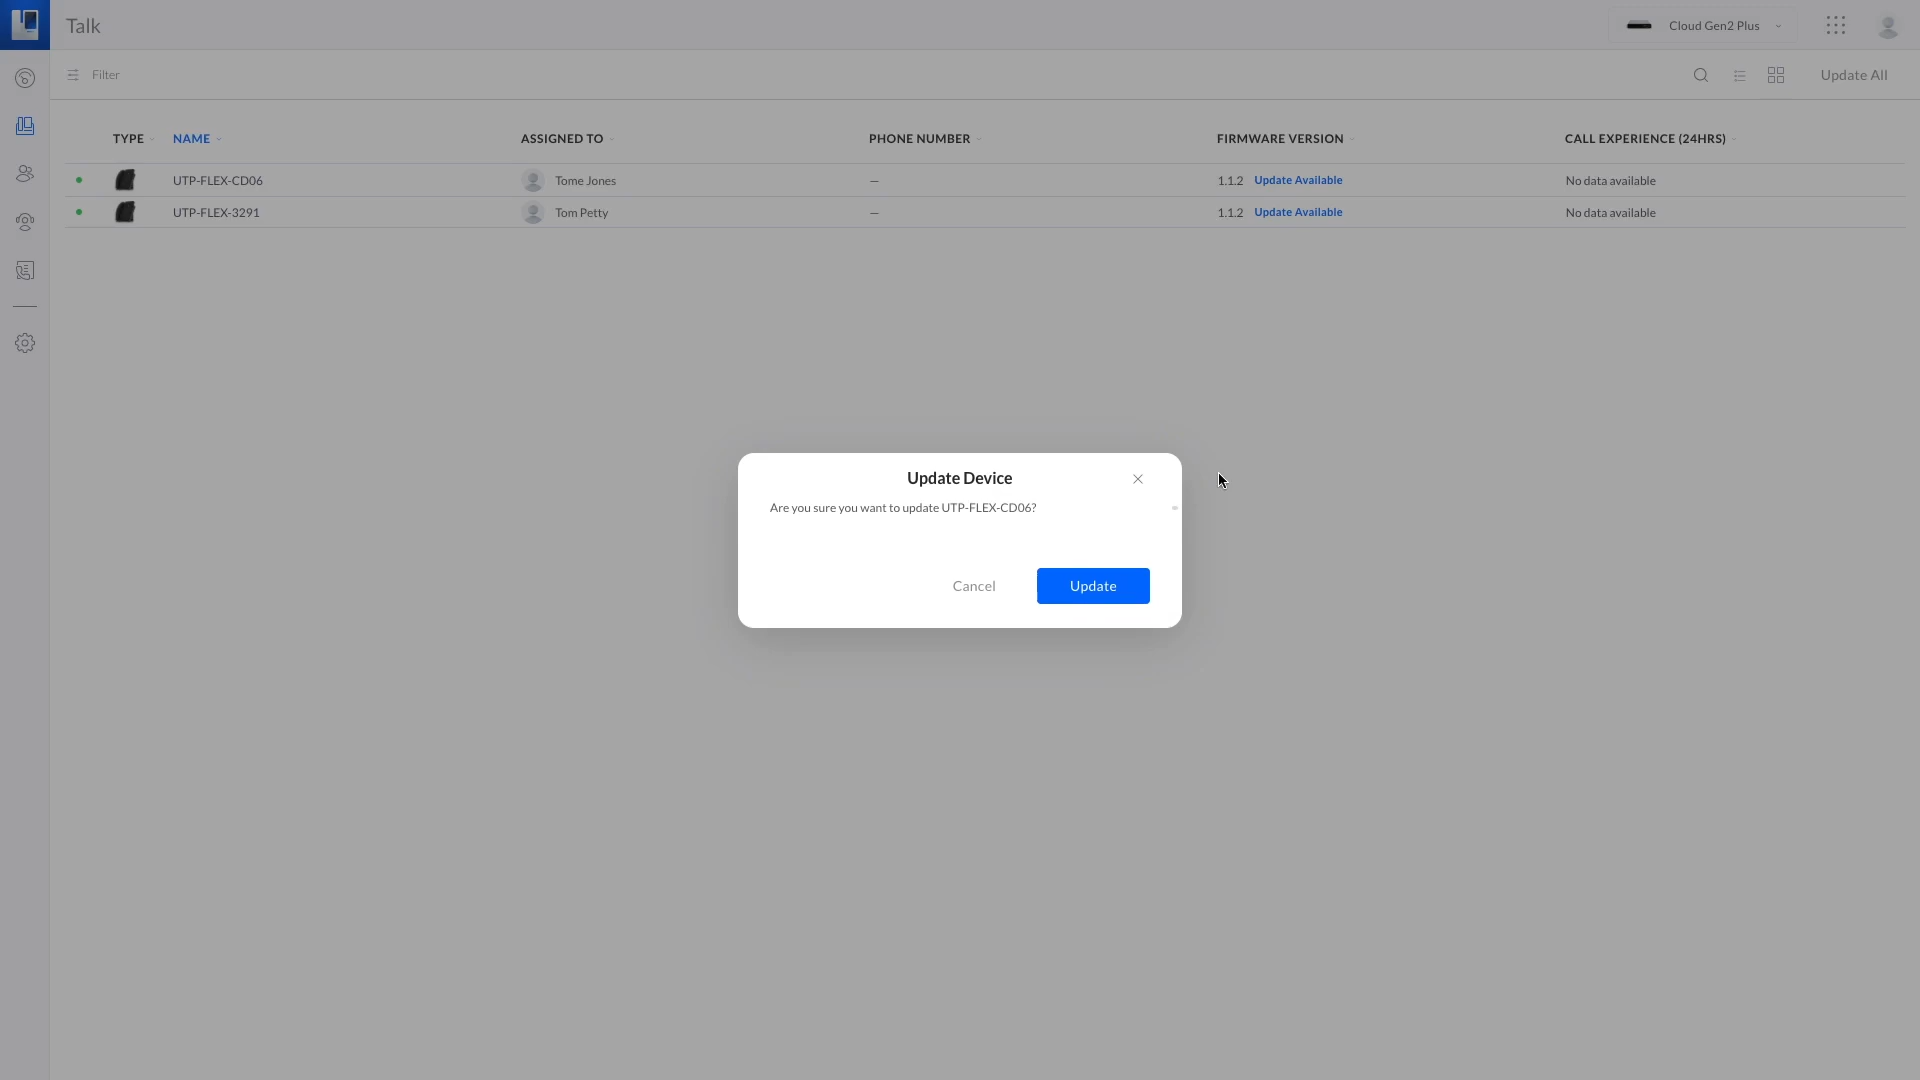 Talk
Cloud Gen2 Plus
Filter
Update All
TYPE NAME ASSIGNED TO PHONE NUMBER FIRMWARE VERSION CALL EXPERIENCE (24HRS)
UTP-FLEX-CD06 Tome Jones — 1.1.2 Update Available No data available
UTP-FLEX-3291 Tom Petty — 1.1.2 Update Available No data available
Update Device
Are you sure you want to update UTP-FLEX-CD06?
Cancel Update